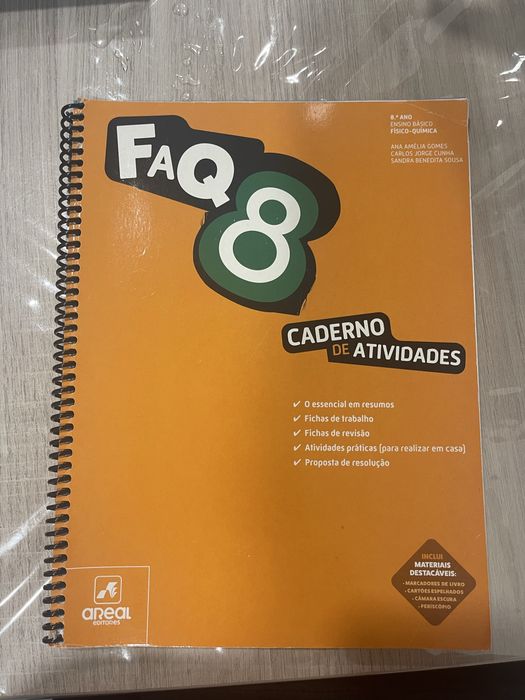 8.º ANO
ENSINO BÁSICO
FÍSICO-QUÍMICA
ANA AMÉLIA GOMES
CARLOS JORGE CUNHA
SANDRA BENEDITA SOUSA
FAQ
8
CADERNO
DE ATIVIDADES
✓ O essencial em resumos
✓ Fichas de trabalho
✓ Fichas de revisão
✓ Atividades práticas [para realizar em casa]
✓ Proposta de resolução
INCLUI
MATERIAIS
DESTACÁVEIS:
• MARCADORES DE LIVRO
• CARTÕES ESPELHADOS
• CÂMARA ESCURA
• PERISCÓPIO
AREAL
EDITORES